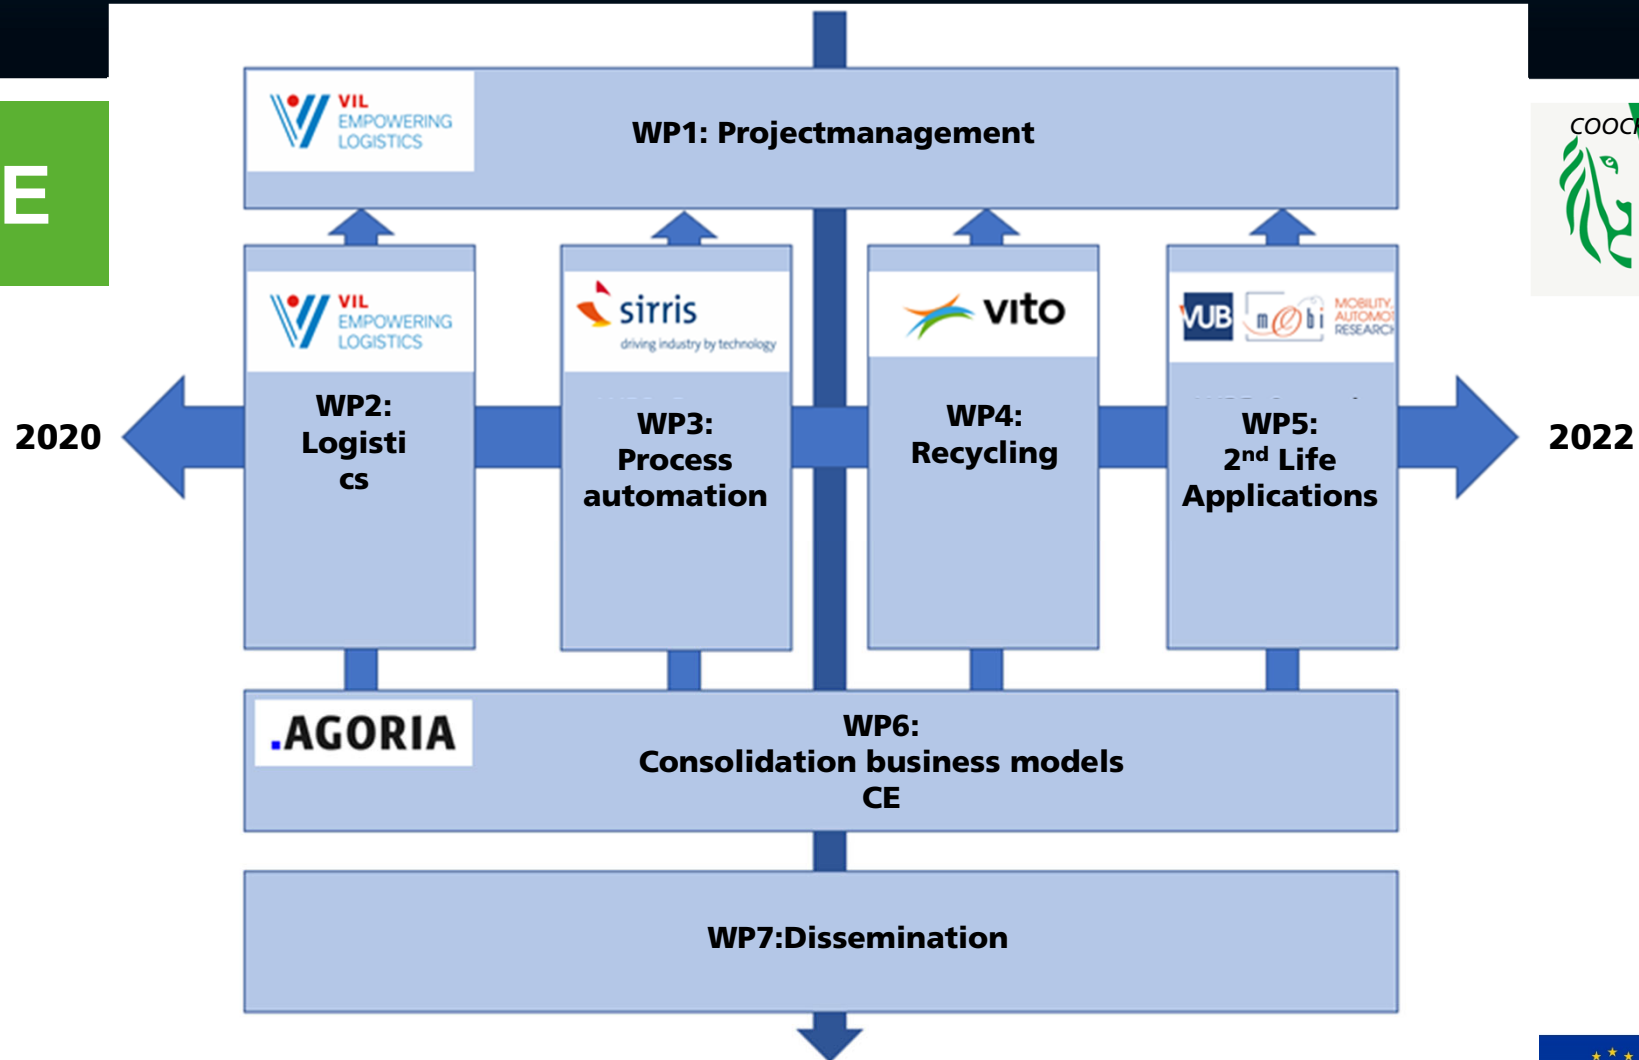 VIL
EMPOWERING
LOGISTICS
WP1: Projectmanagement
E
VIL
EMPOWERING
LOGISTICS
WP2:
Logisti
cs
sirris
driving industry by technology
WP3:
Process
automation
vito
WP4:
Recycling
VUB
mobi
MOBILITY,
RESEARCH
WP5:
2nd Life
Applications
2020
2022
.AGORIA
WP6:
Consolidation business models
CE
WP7:Dissemination